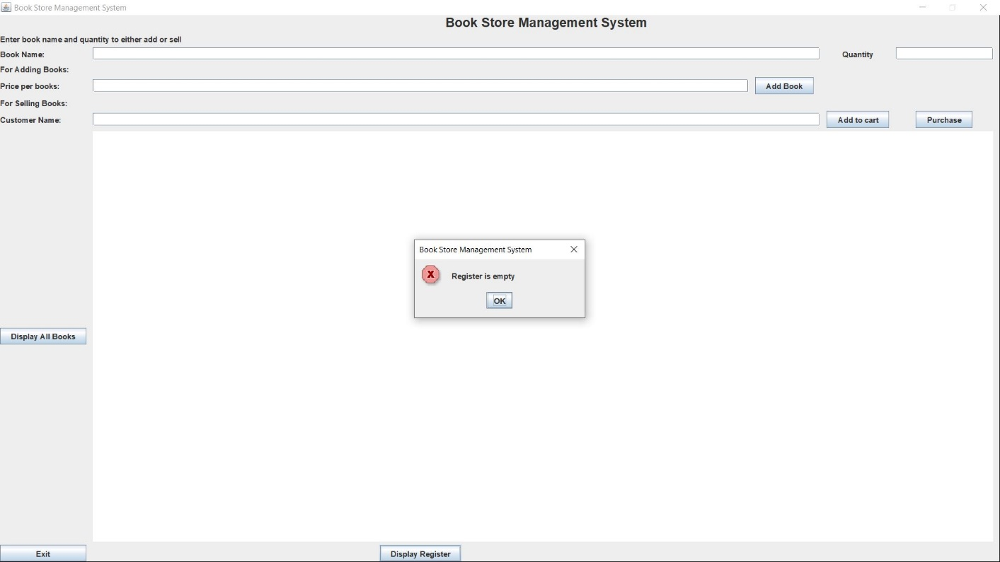 Book Store Management System
Book Store Management System
Enter book name and quantity to either add or sell
Book Name:
Quantity
For Adding Books:
Price per books:
Add Book
For Selling Books:
Customer Name:
Add to cart
Purchase
Book Store Management System
X
Register is empty
OK
Display All Books
Exit
Display Register